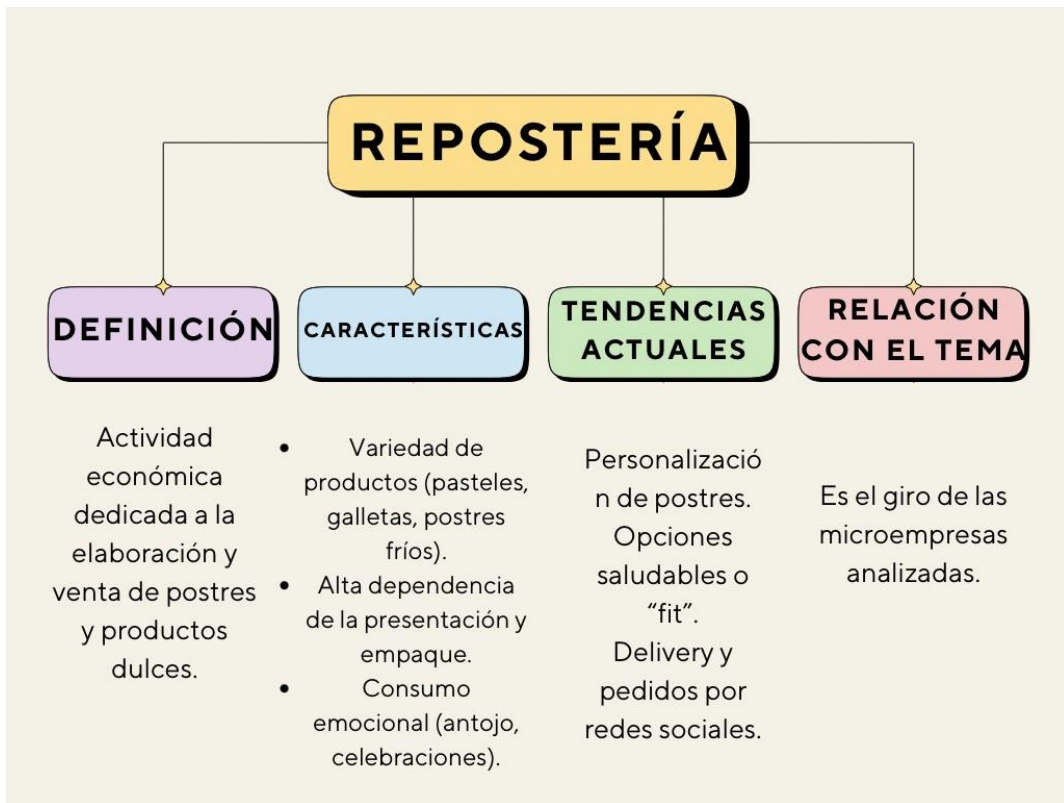 REPOSTERÍA
DEFINICIÓN
CARACTERÍSTICAS
TENDENCIAS
ACTUALES
RELACIÓN
CON EL TEMA
Actividad
económica
dedicada a la
elaboración y
venta de postres
y productos
dulces.
• Variedad de
productos (pasteles,
galletas, postres
fríos).
• Alta dependencia
de la presentación y
empaque.
• Consumo
emocional (antojo,
celebraciones).
Personalizació
n de postres.
Opciones
saludables o
“fit”.
Delivery y
pedidos por
redes sociales.
Es el giro de las
microempresas
analizadas.